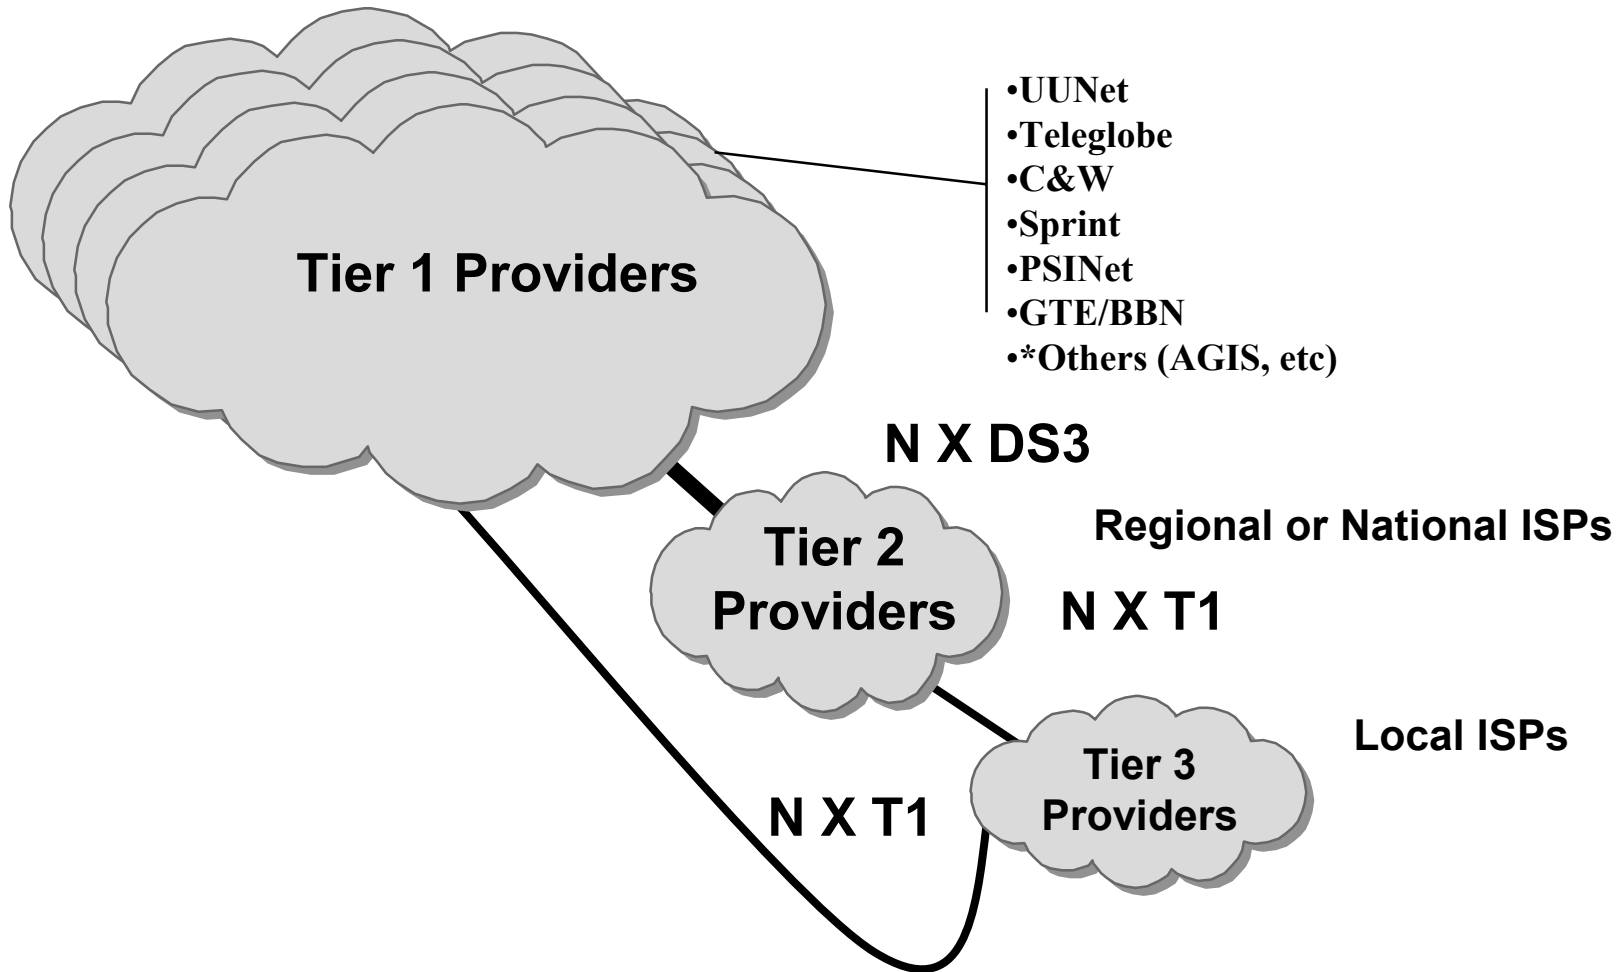 •UUNet
•Teleglobe
•C&W
•Sprint
•PSINet
•GTE/BBN
•*Others (AGIS, etc)
Tier 1 Providers
N X DS3
Tier 2
Providers
Regional or National ISPs
N X T1
Tier 3
Providers
Local ISPs
N X T1